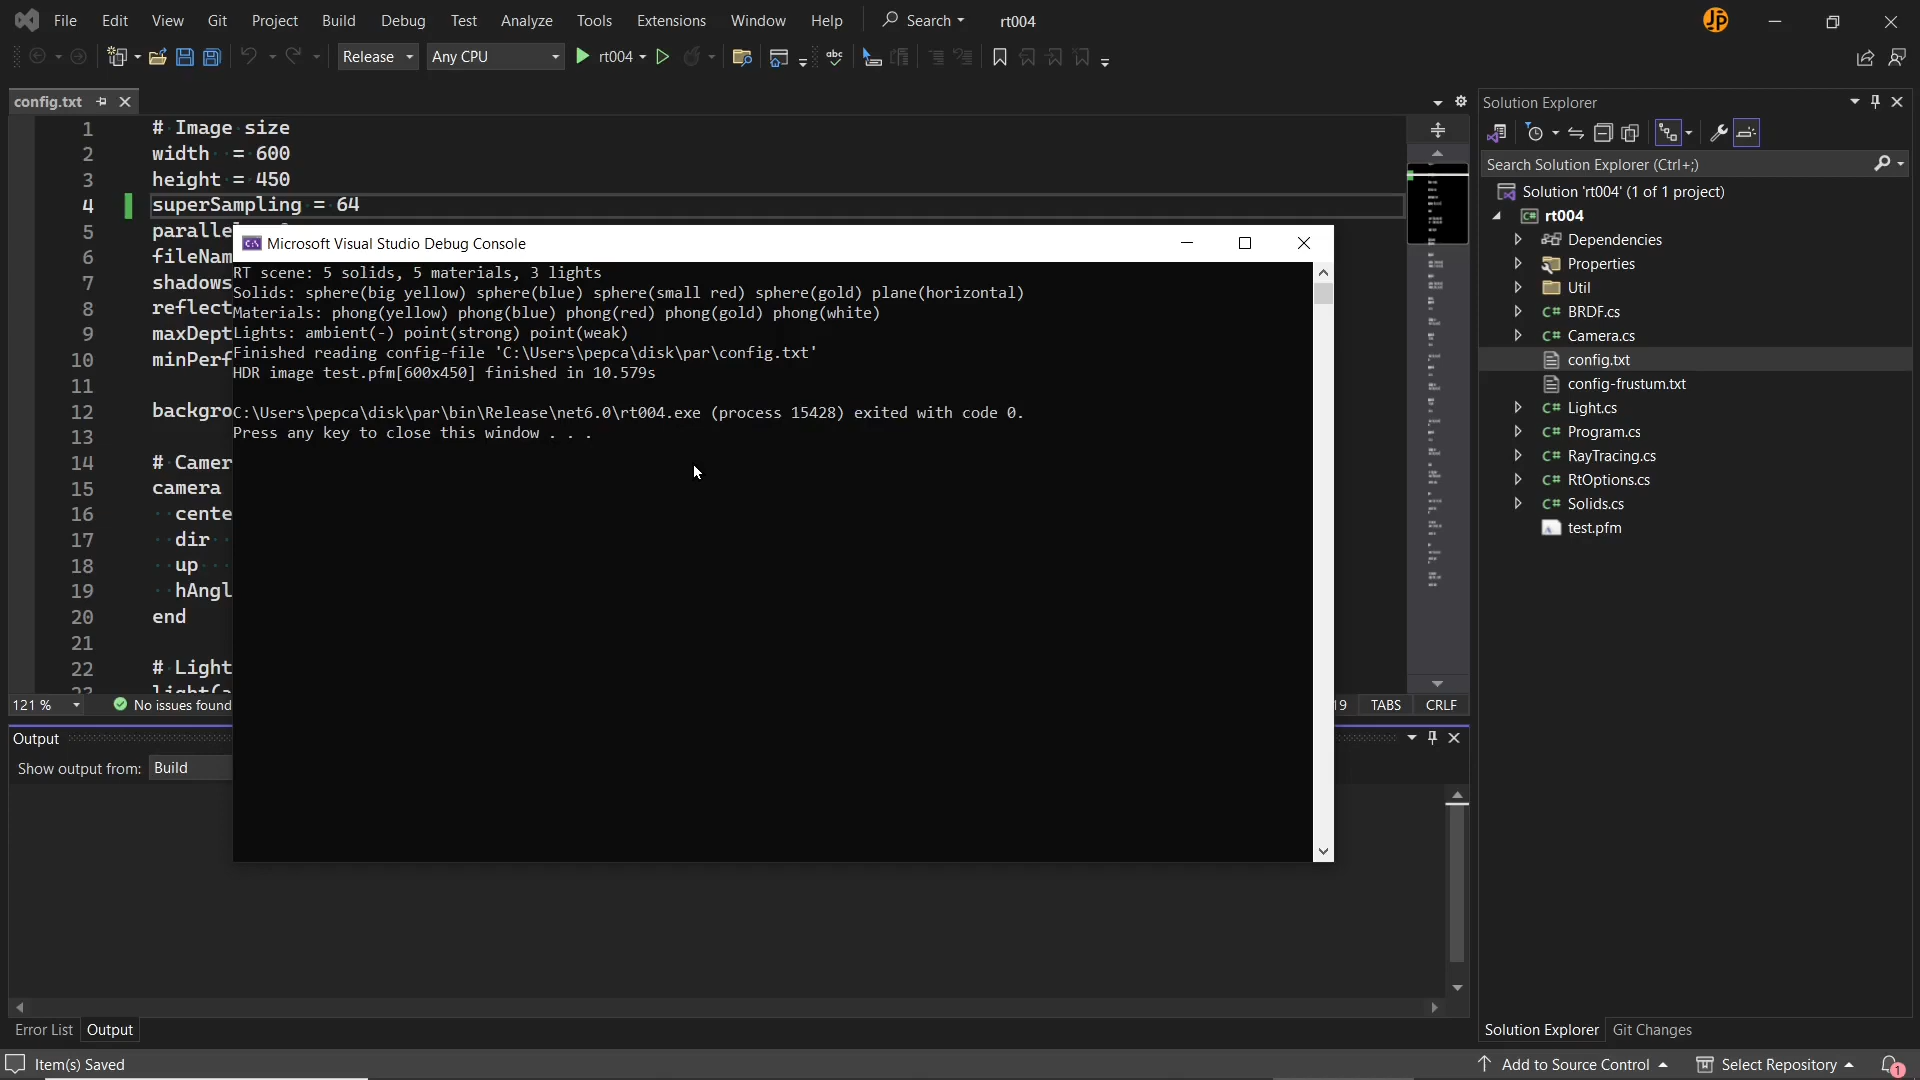 File Edit View Git Project Build Debug Test Analyze Tools Extensions Window Help Search rt004 JP
Release Any CPU rt004 abc
config.txt
1 # Image size
2 width = 600
3 height = 450
4 superSampling = 64
5 paralle
6 fileNam
7 shadows
8 reflect
9 maxDept
10 minPerf
11
12 backgro
13
14 # Camer
15 camera
16 cente
17 dir
18 up
19 hAngl
20 end
21
22 # Light
23 light(a
Microsoft Visual Studio Debug Console
RT scene: 5 solids, 5 materials, 3 lights
Solids: sphere(big yellow) sphere(blue) sphere(small red) sphere(gold) plane(horizontal)
Materials: phong(yellow) phong(blue) phong(red) phong(gold) phong(white)
Lights: ambient(-) point(strong) point(weak)
Finished reading config-file 'C:\Users\pepca\disk\par\config.txt'
HDR image test.pfm[600x450] finished in 10.579s
C:\Users\pepca\disk\par\bin\Release\net6.0\rt004.exe (process 15428) exited with code 0.
Press any key to close this window . . .
121 % No issues found 19 TABS CRLF
Output
Show output from: Build
Error List Output
Solution Explorer
Search Solution Explorer (Ctrl+;)
Solution 'rt004' (1 of 1 project)
rt004
Dependencies
Properties
Util
BRDF.cs
Camera.cs
config.txt
config-frustum.txt
Light.cs
Program.cs
RayTracing.cs
RtOptions.cs
Solids.cs
test.pfm
Solution Explorer Git Changes
Item(s) Saved Add to Source Control Select Repository 1